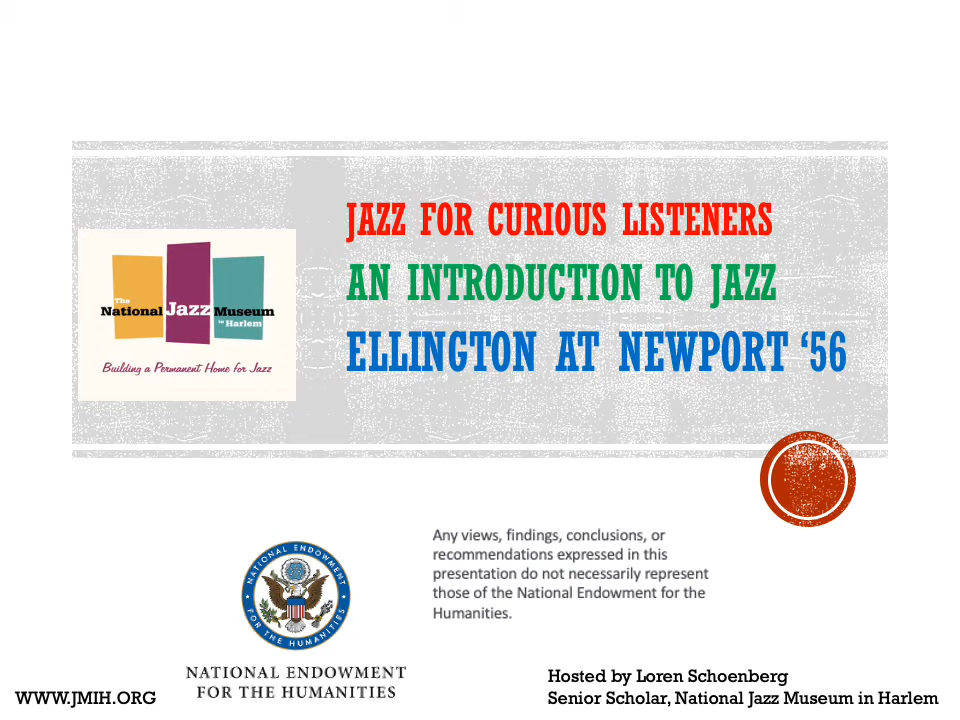 JAZZ FOR CURIOUS LISTENERS
AN INTRODUCTION TO JAZZ
ELLINGTON AT NEWPORT ‘56
The
National Jazz Museum
in Harlem
Building a Permanent Home for Jazz
Any views, findings, conclusions, or
recommendations expressed in this
presentation do not necessarily represent
those of the National Endowment for the
Humanities.
NATIONAL ENDOWMENT
FOR THE HUMANITIES
NATIONAL ENDOWMENT
FOR THE HUMANITIES
WWW.JMIH.ORG
Hosted by Loren Schoenberg
Senior Scholar, National Jazz Museum in Harlem